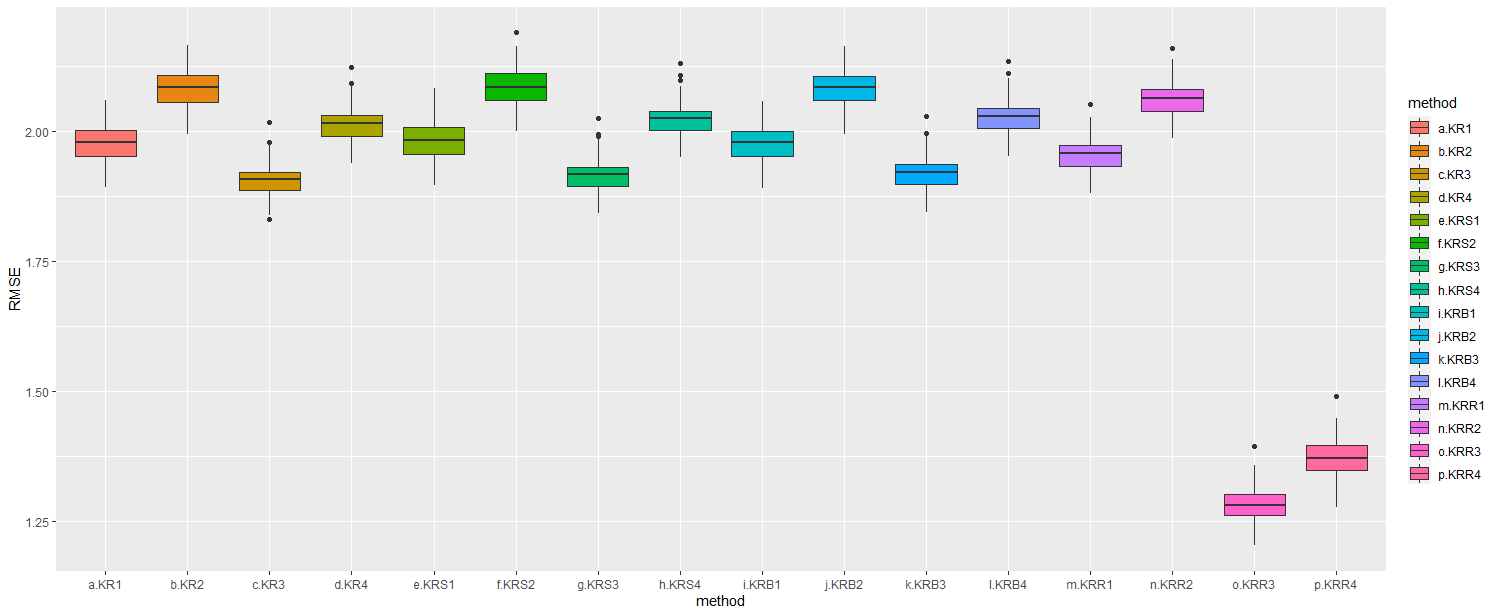 RMSE
2.00
1.75
1.50
1.25
a.KR1 b.KR2 c.KR3 d.KR4 e.KRS1 f.KRS2 g.KRS3 h.KRS4 i.KRB1 j.KRB2 k.KRB3 l.KRB4 m.KRR1 n.KRR2 o.KRR3 p.KRR4
method
method
a.KR1
b.KR2
c.KR3
d.KR4
e.KRS1
f.KRS2
g.KRS3
h.KRS4
i.KRB1
j.KRB2
k.KRB3
l.KRB4
m.KRR1
n.KRR2
o.KRR3
p.KRR4